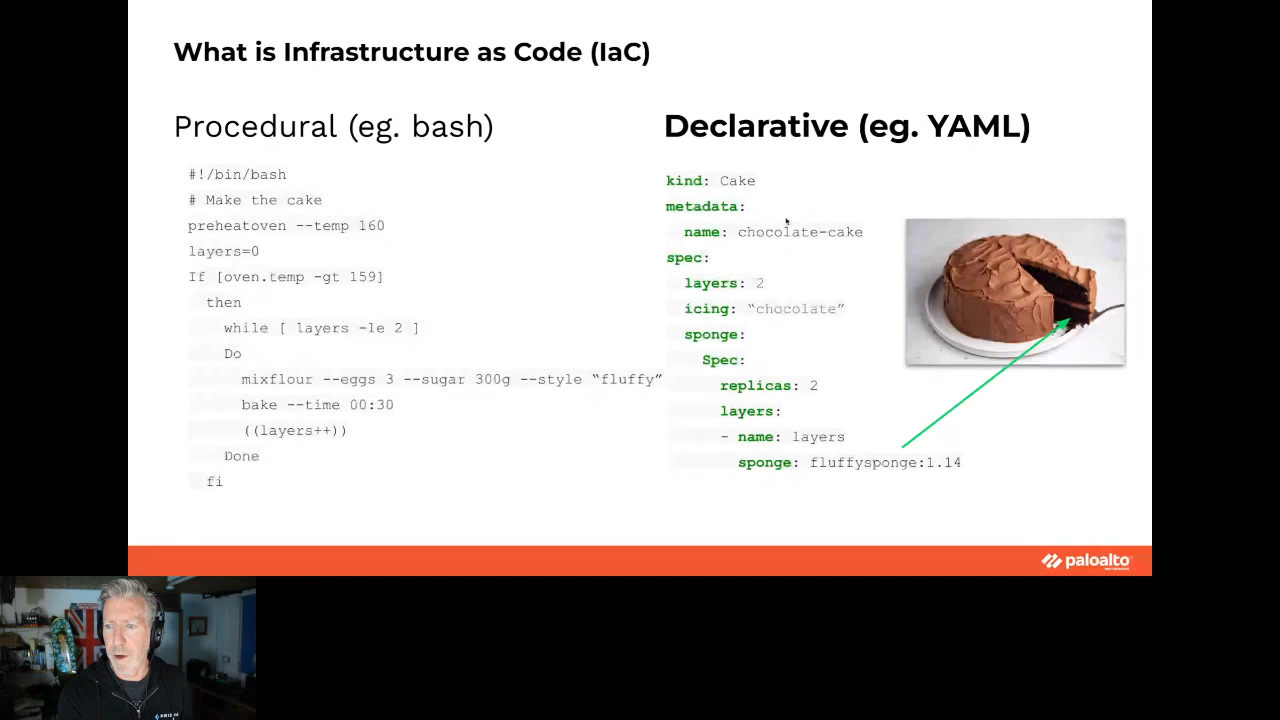 What is Infrastructure as Code (IaC)
Procedural (eg. bash)
#!/bin/bash
# Make the cake
preheatoven --temp 160
layers=0
If [oven.temp -gt 159]
then
while [ layers -le 2 ]
Do
mixflour --eggs 3 --sugar 300g --style “fluffy”
bake --time 00:30
((layers++))
Done
fi
Declarative (eg. YAML)
kind: Cake
metadata:
name: chocolate-cake
spec:
layers: 2
icing: “chocolate”
sponge:
Spec:
replicas: 2
layers:
- name: layers
sponge: fluffysponge:1.14
paloalto
NETWORKS